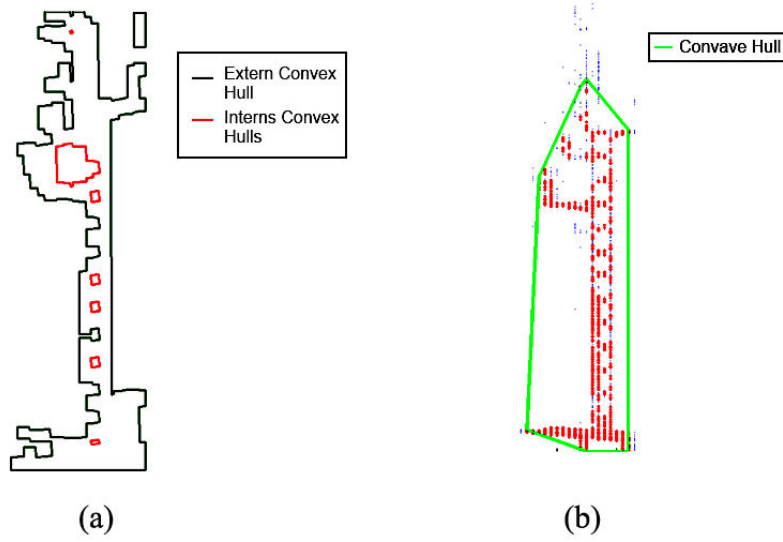 Extern Convex
Hull
Interns Convex
Hulls
Convave Hull
(a)
(b)